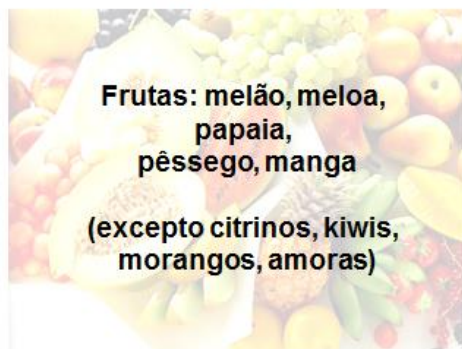 Frutas: melão, meloa,
papaia,
pêssego, manga
(excepto citrinos, kiwis,
morangos, amoras)